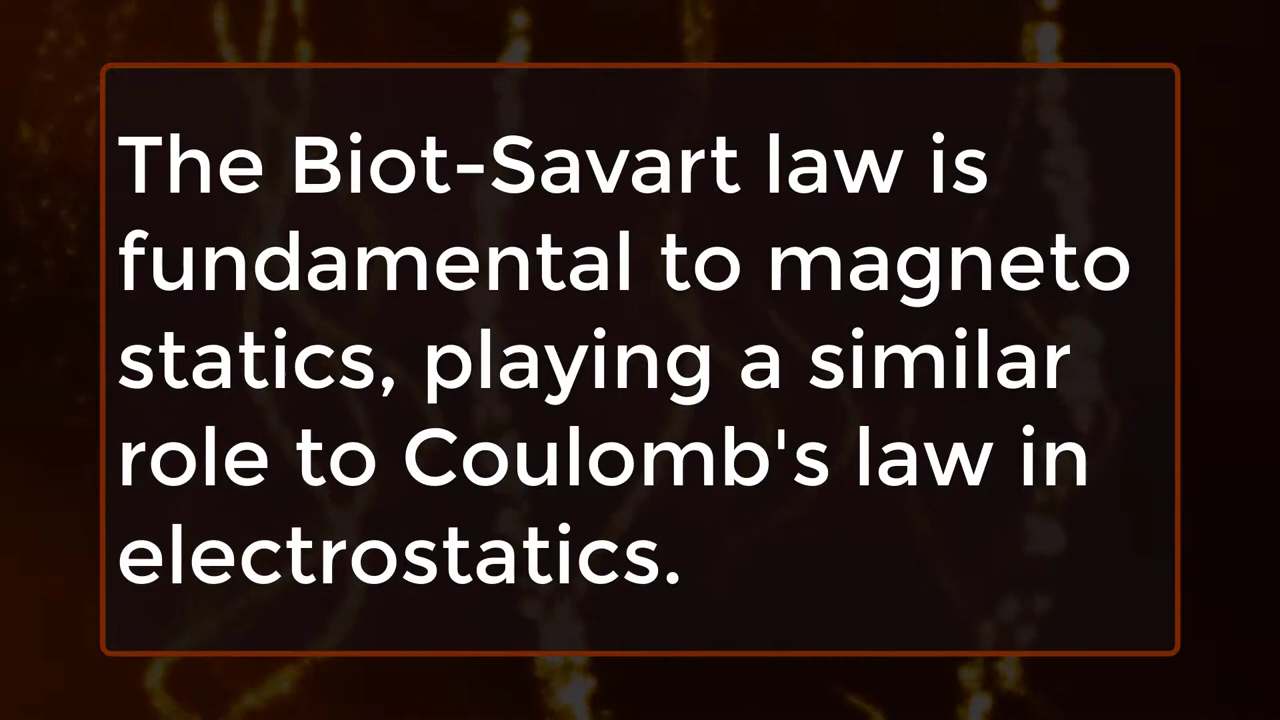 The Biot-Savart law is
fundamental to magneto
statics, playing a similar
role to Coulomb's law in
electrostatics.